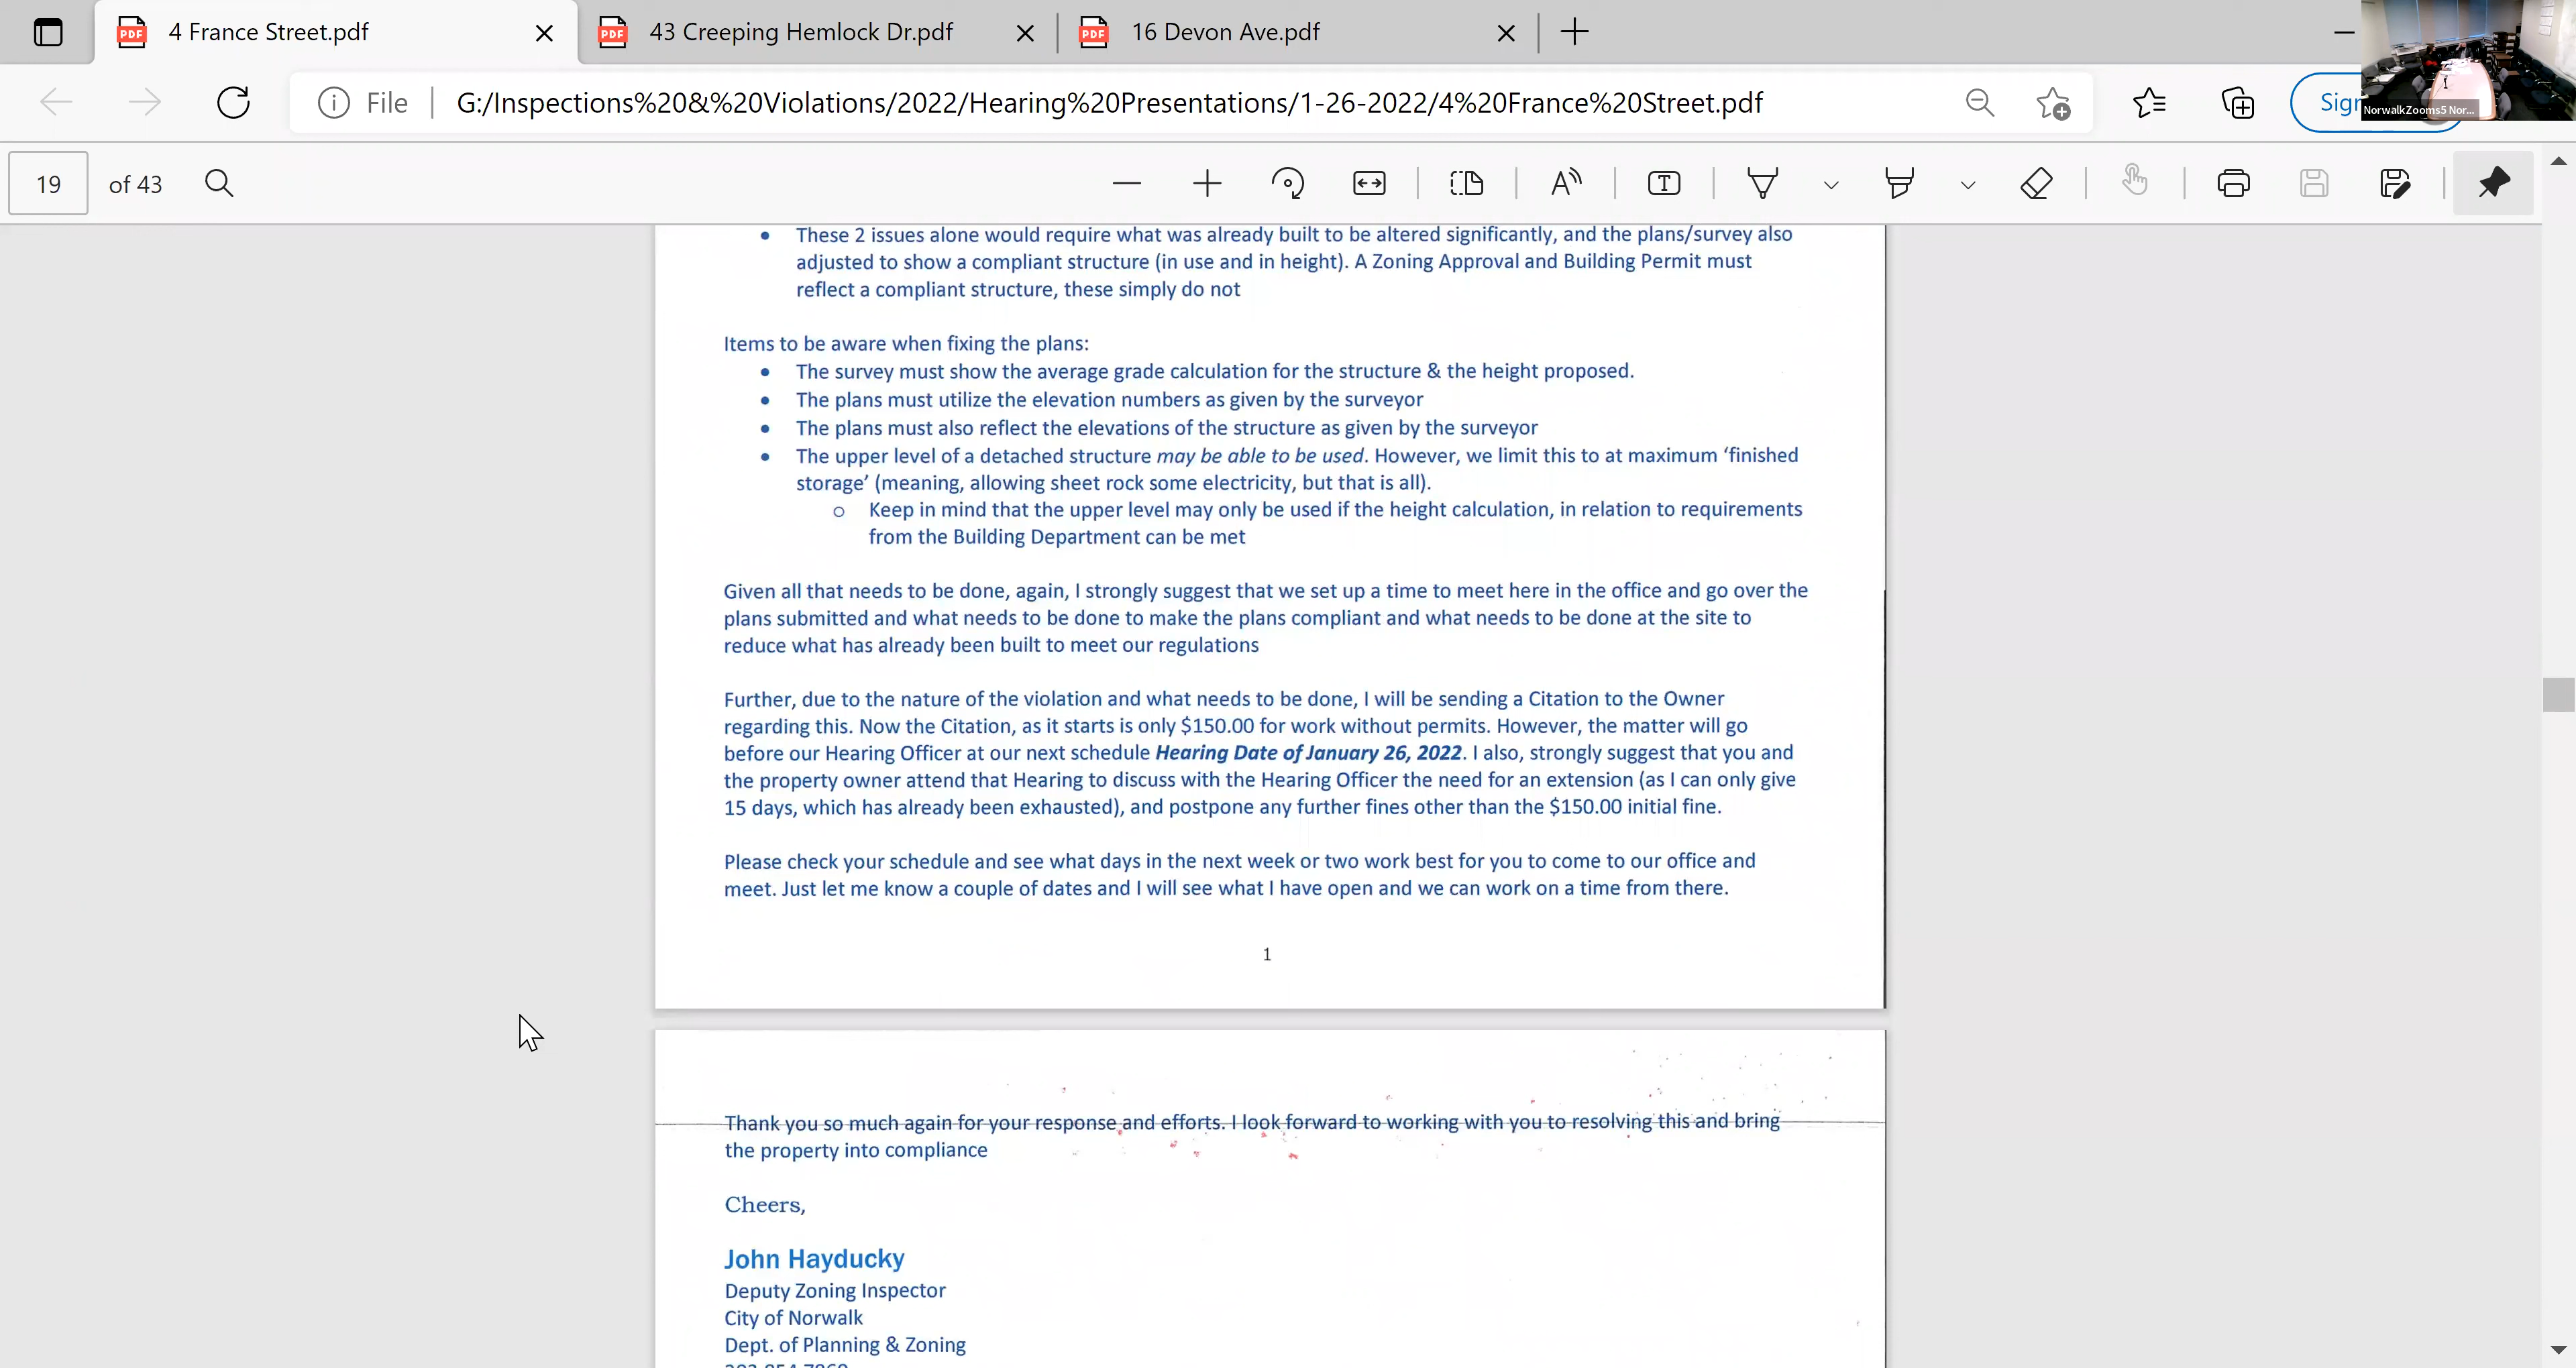 4 France Street.pdf
43 Creeping Hemlock Dr.pdf
16 Devon Ave.pdf
File
G:/Inspections%20&%20Violations/2022/Hearing%20Presentations/1-26-2022/4%20France%20Street.pdf
NorwalkZooms5 Nor...
19 of 43
These 2 issues alone would require what was already built to be altered significantly, and the plans/survey also
adjusted to show a compliant structure (in use and in height). A Zoning Approval and Building Permit must
reflect a compliant structure, these simply do not
Items to be aware when fixing the plans:
The survey must show the average grade calculation for the structure & the height proposed.
The plans must utilize the elevation numbers as given by the surveyor
The plans must also reflect the elevations of the structure as given by the surveyor
The upper level of a detached structure may be able to be used. However, we limit this to at maximum ‘finished
storage’ (meaning, allowing sheet rock some electricity, but that is all).
Keep in mind that the upper level may only be used if the height calculation, in relation to requirements
from the Building Department can be met
Given all that needs to be done, again, I strongly suggest that we set up a time to meet here in the office and go over the
plans submitted and what needs to be done to make the plans compliant and what needs to be done at the site to
reduce what has already been built to meet our regulations
Further, due to the nature of the violation and what needs to be done, I will be sending a Citation to the Owner
regarding this. Now the Citation, as it starts is only $150.00 for work without permits. However, the matter will go
before our Hearing Officer at our next schedule Hearing Date of January 26, 2022. I also, strongly suggest that you and
the property owner attend that Hearing to discuss with the Hearing Officer the need for an extension (as I can only give
15 days, which has already been exhausted), and postpone any further fines other than the $150.00 initial fine.
Please check your schedule and see what days in the next week or two work best for you to come to our office and
meet. Just let me know a couple of dates and I will see what I have open and we can work on a time from there.
1
Thank you so much again for your response and efforts. I look forward to working with you to resolving this and bring
the property into compliance
Cheers,
John Hayducky
Deputy Zoning Inspector
City of Norwalk
Dept. of Planning & Zoning